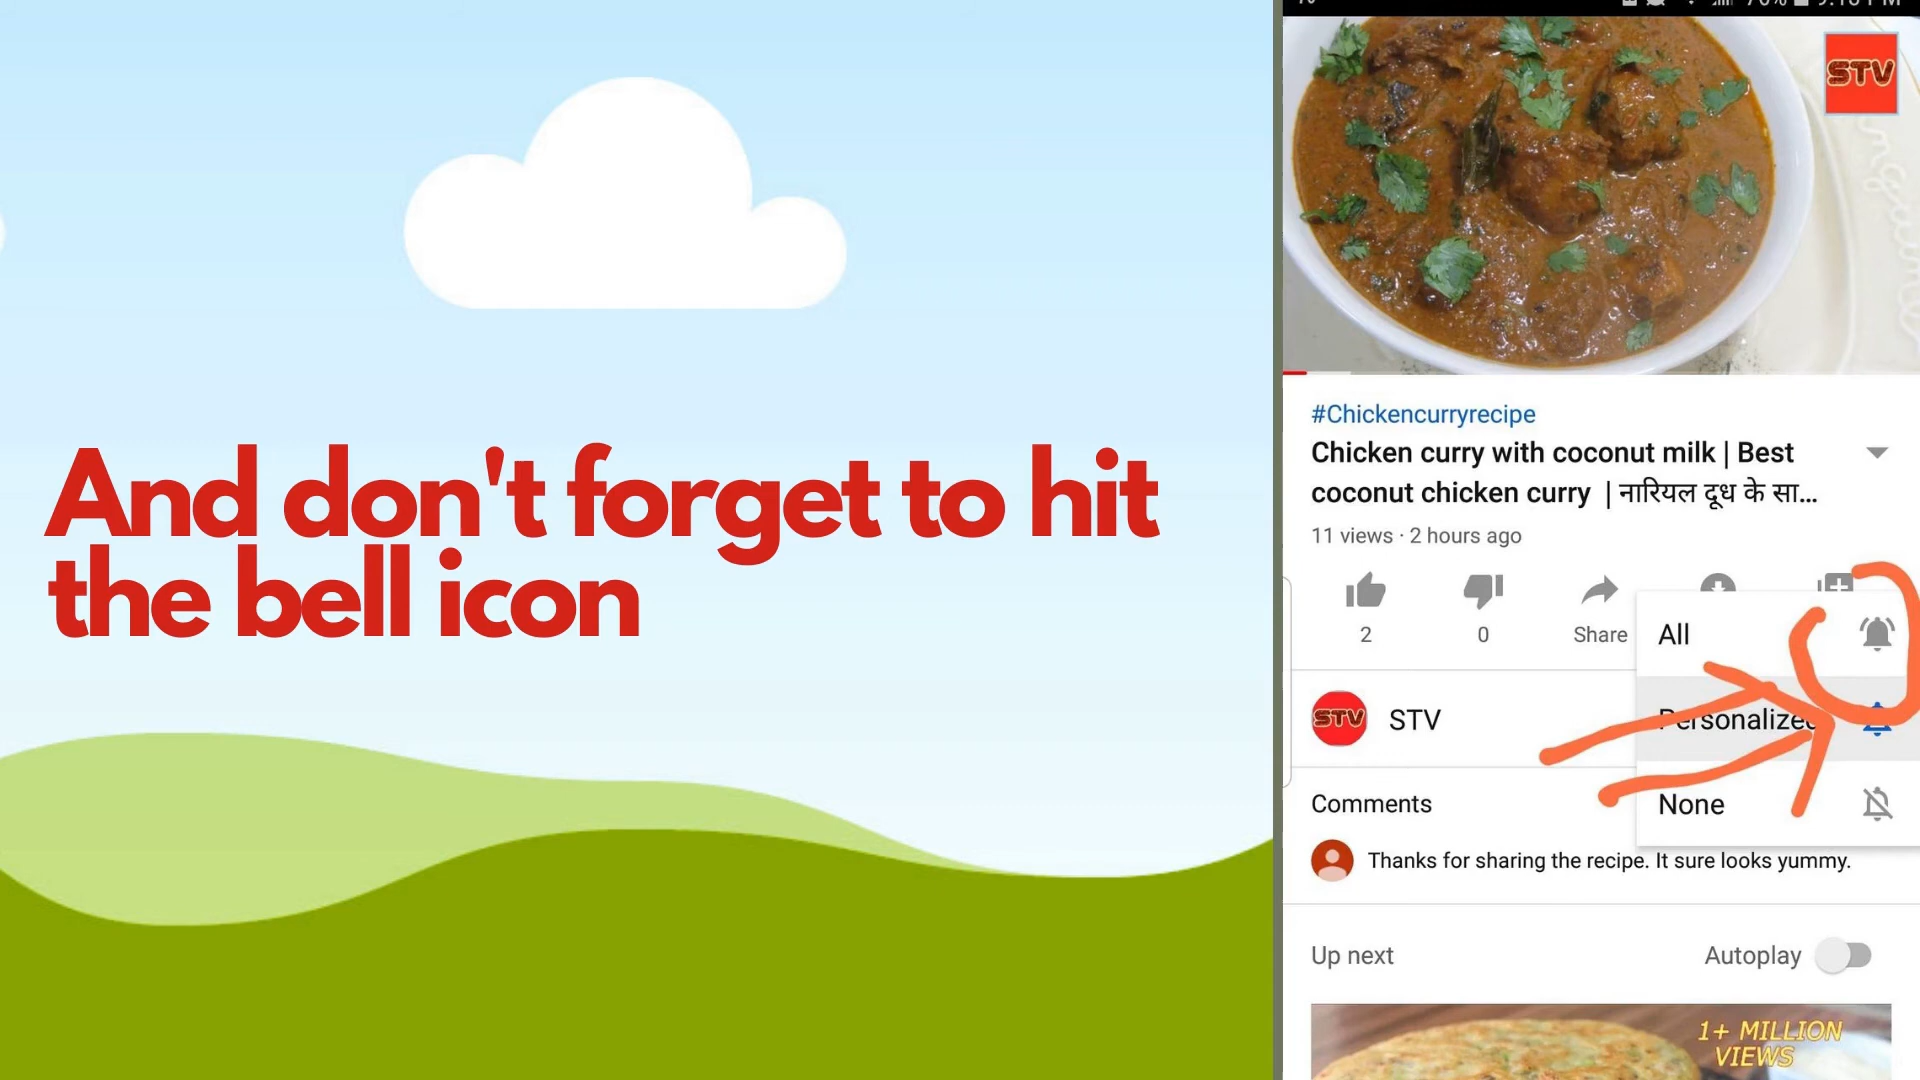 And don't forget to hit
the bell icon
STV
#Chickencurryrecipe
Chicken curry with coconut milk | Best
coconut chicken curry | नारियल दूध के सा...
11 views · 2 hours ago
2
0
Share
All
STV
STV
Personalized
Comments
None
Thanks for sharing the recipe. It sure looks yummy.
Up next
Autoplay
1+ MILLION
VIEWS